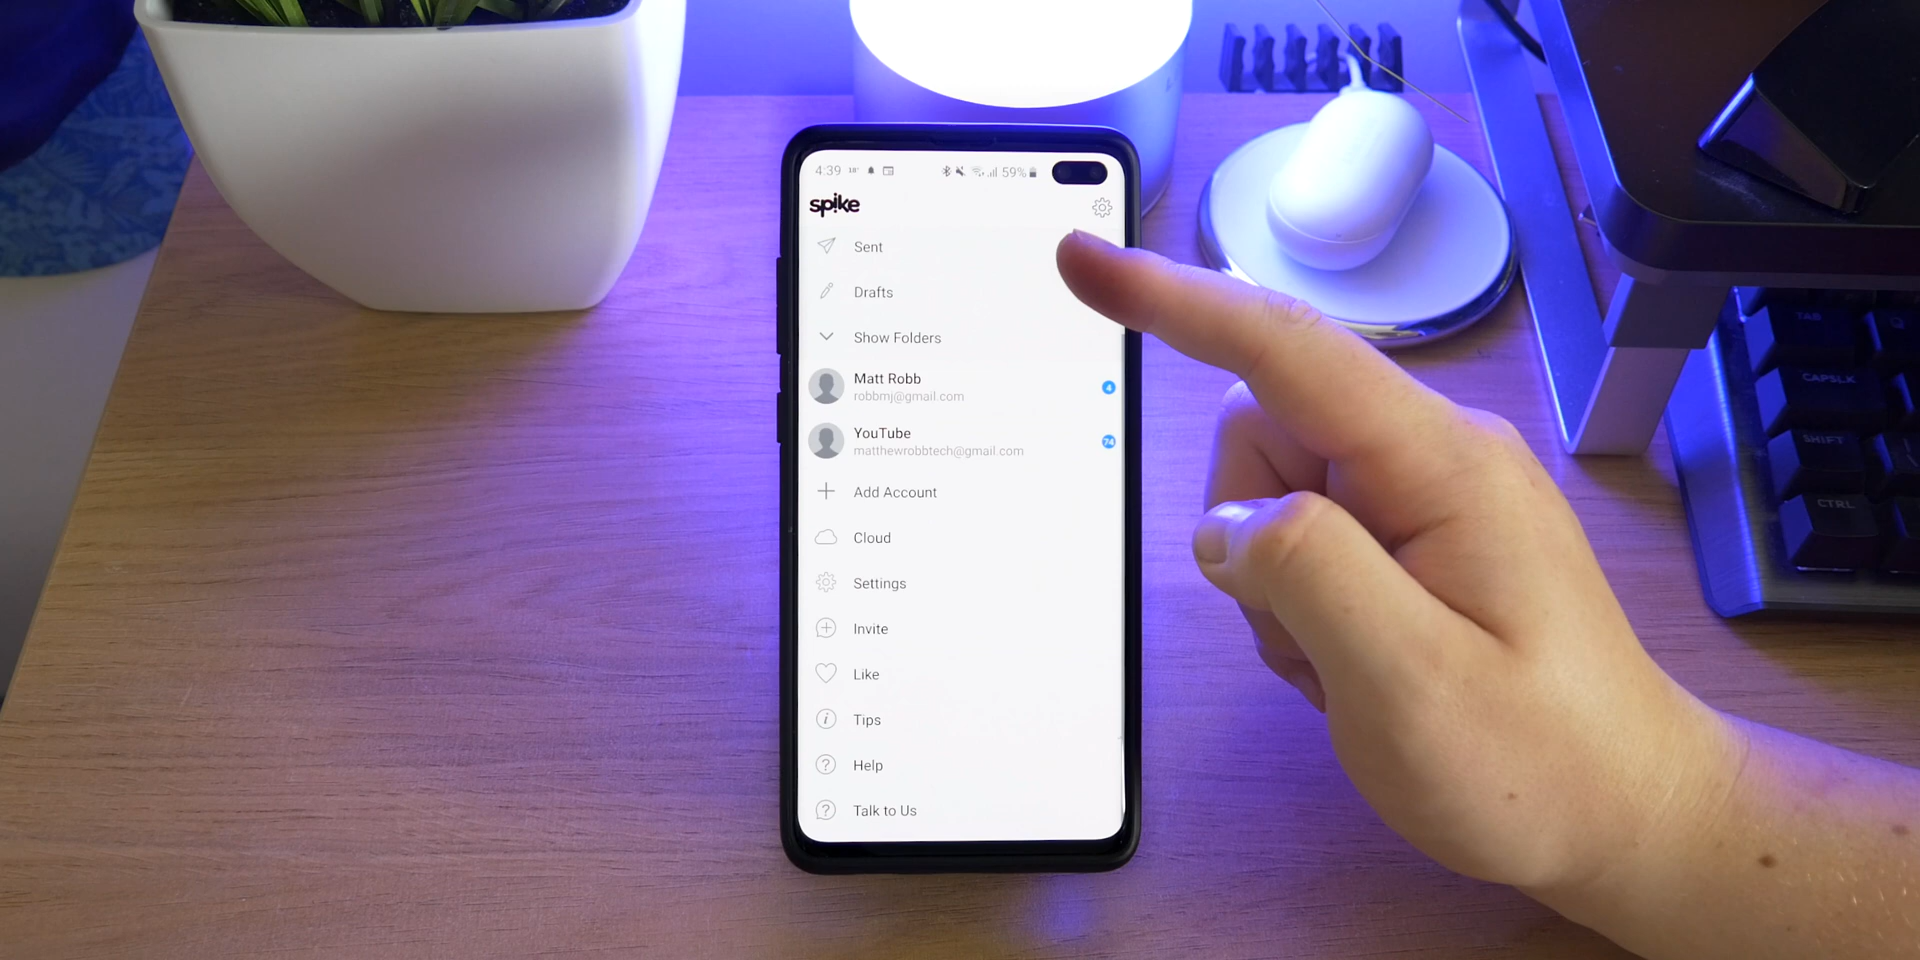 4:39 18° 59%
spike
Sent
Drafts
Show Folders
Matt Robb 4
robbmj@gmail.com
YouTube 74
matthewrobbtech@gmail.com
Add Account
Cloud
Settings
Invite
Like
Tips
Help
Talk to Us
TAB Q
CAPSLK
SHIFT
CTRL